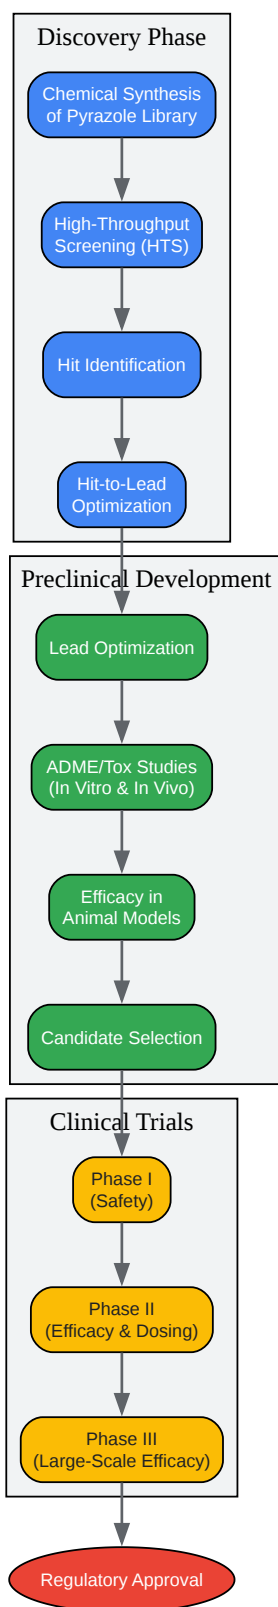 Discovery Phase
Chemical Synthesis
of Pyrazole Library
High-Throughput
Screening (HTS)
Hit Identification
Hit-to-Lead
Optimization
Preclinical Development
Lead Optimization
ADME/Tox Studies
(In Vitro & In Vivo)
Efficacy in
Animal Models
Candidate Selection
Clinical Trials
Phase I
(Safety)
Phase II
(Efficacy & Dosing)
Phase III
(Large-Scale Efficacy)
Regulatory Approval